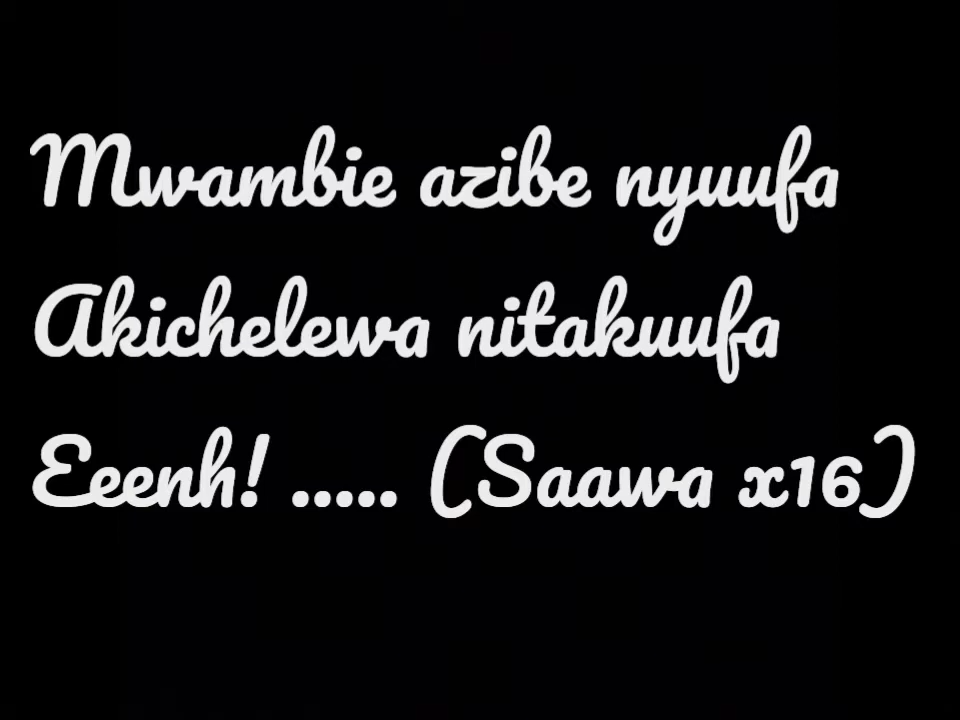 Mwambie azibe nyuufa
Akichelewa nitakuufa
Eeenh! ..... (Saawa x16)